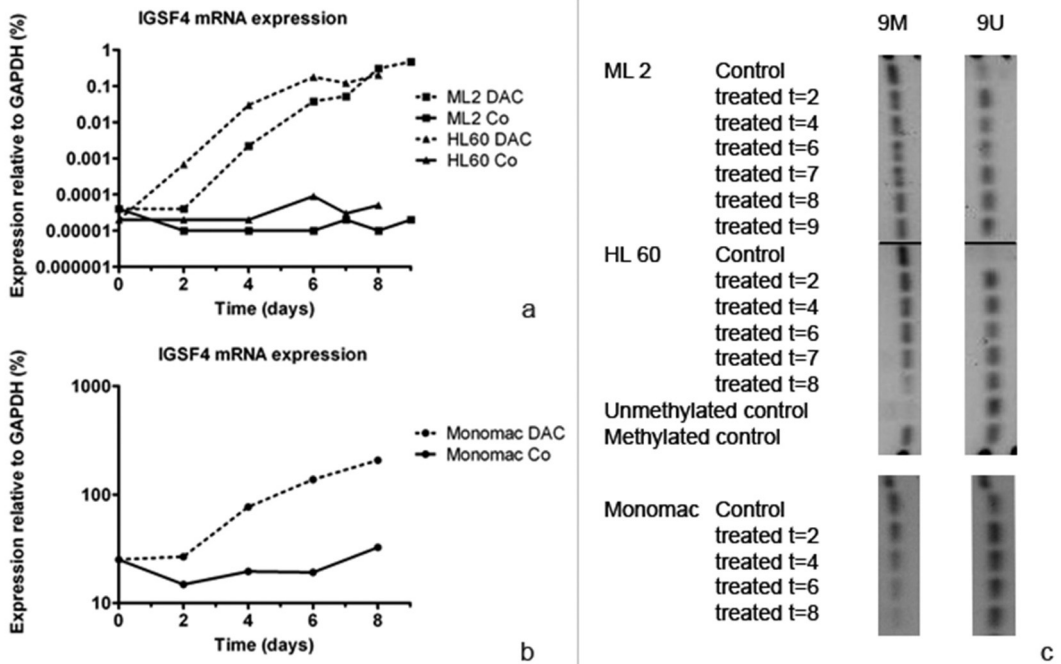 IGSF4 mRNA expression
Expression relative to GAPDH (%)
1
0.1
0.01
0.001
0.0001
0.00001
0.000001
0 2 4 6 8
Time (days)
ML2 DAC
ML2 Co
HL60 DAC
HL60 Co
a
IGSF4 mRNA expression
Expression relative to GAPDH (%)
1000
100
10
0 2 4 6 8
Time (days)
Monomac DAC
Monomac Co
b
9M 9U
ML 2 Control
treated t=2
treated t=4
treated t=6
treated t=7
treated t=8
treated t=9
HL 60 Control
treated t=2
treated t=4
treated t=6
treated t=7
treated t=8
Unmethylated control
Methylated control
Monomac Control
treated t=2
treated t=4
treated t=6
treated t=8
c